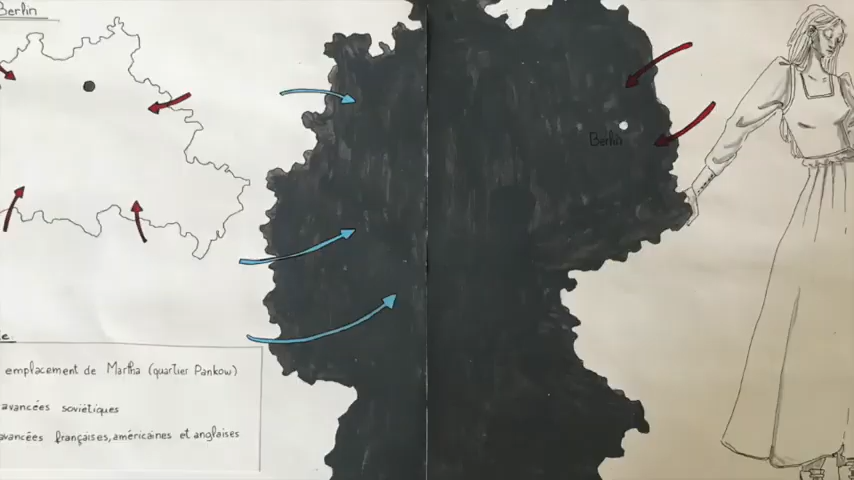 Berlin
Berlin
emplacement de Martha (quartier Pankow)
avancées soviétiques
avancées françaises, américaines et anglaises